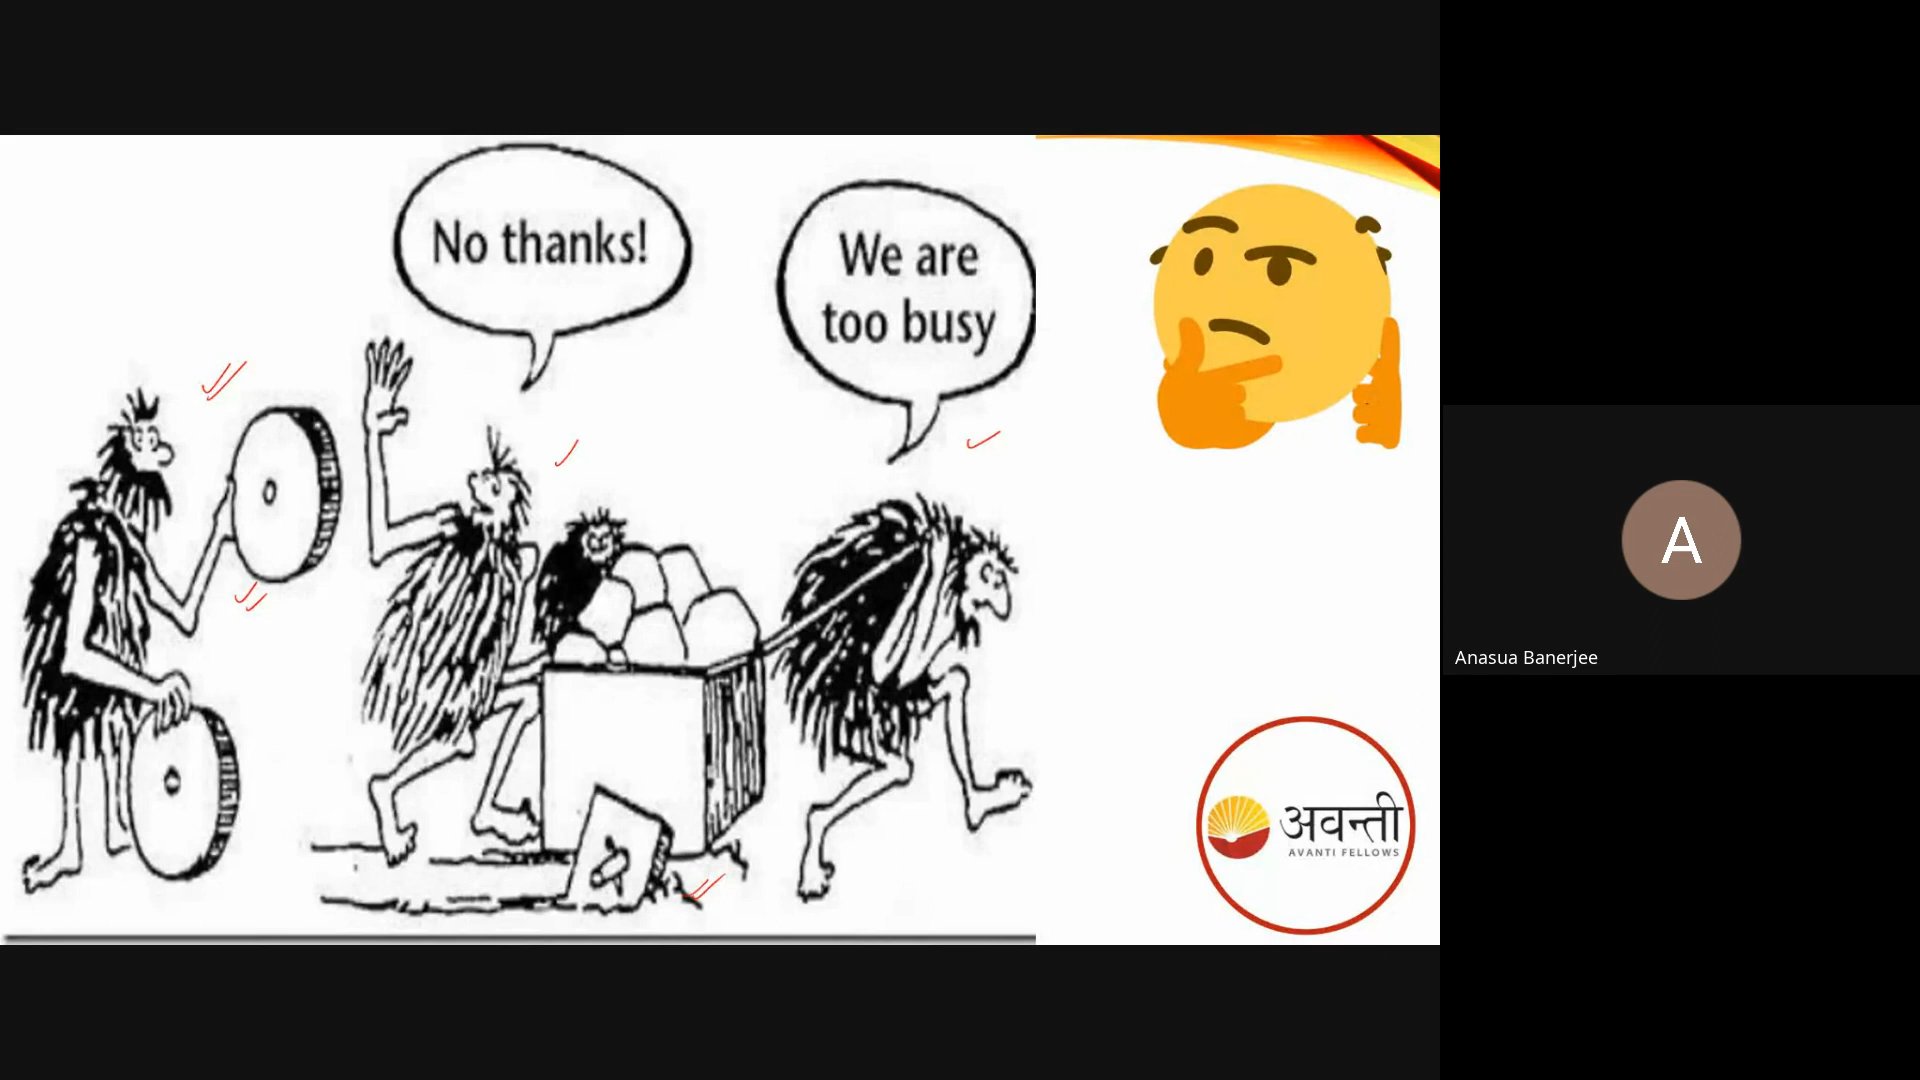 No thanks!
We are
too busy
अवन्ती
AVANTI FELLOWS
A
Anasua Banerjee